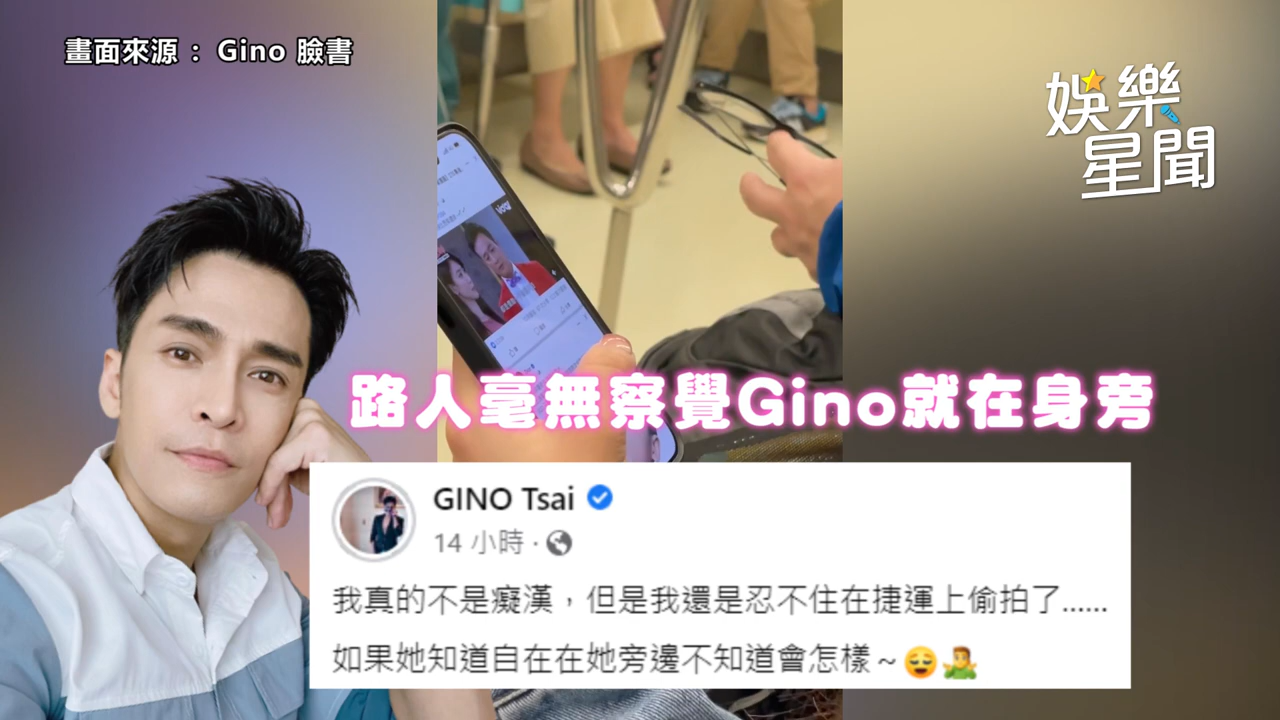 畫面來源 : Gino 臉書
娛樂
星聞
路人毫無察覺Gino就在身旁
GINO Tsai
14 小時
我真的不是癡漢,但是我還是忍不住在捷運上偷拍了......
如果她知道自在在她旁邊不知道會怎樣~